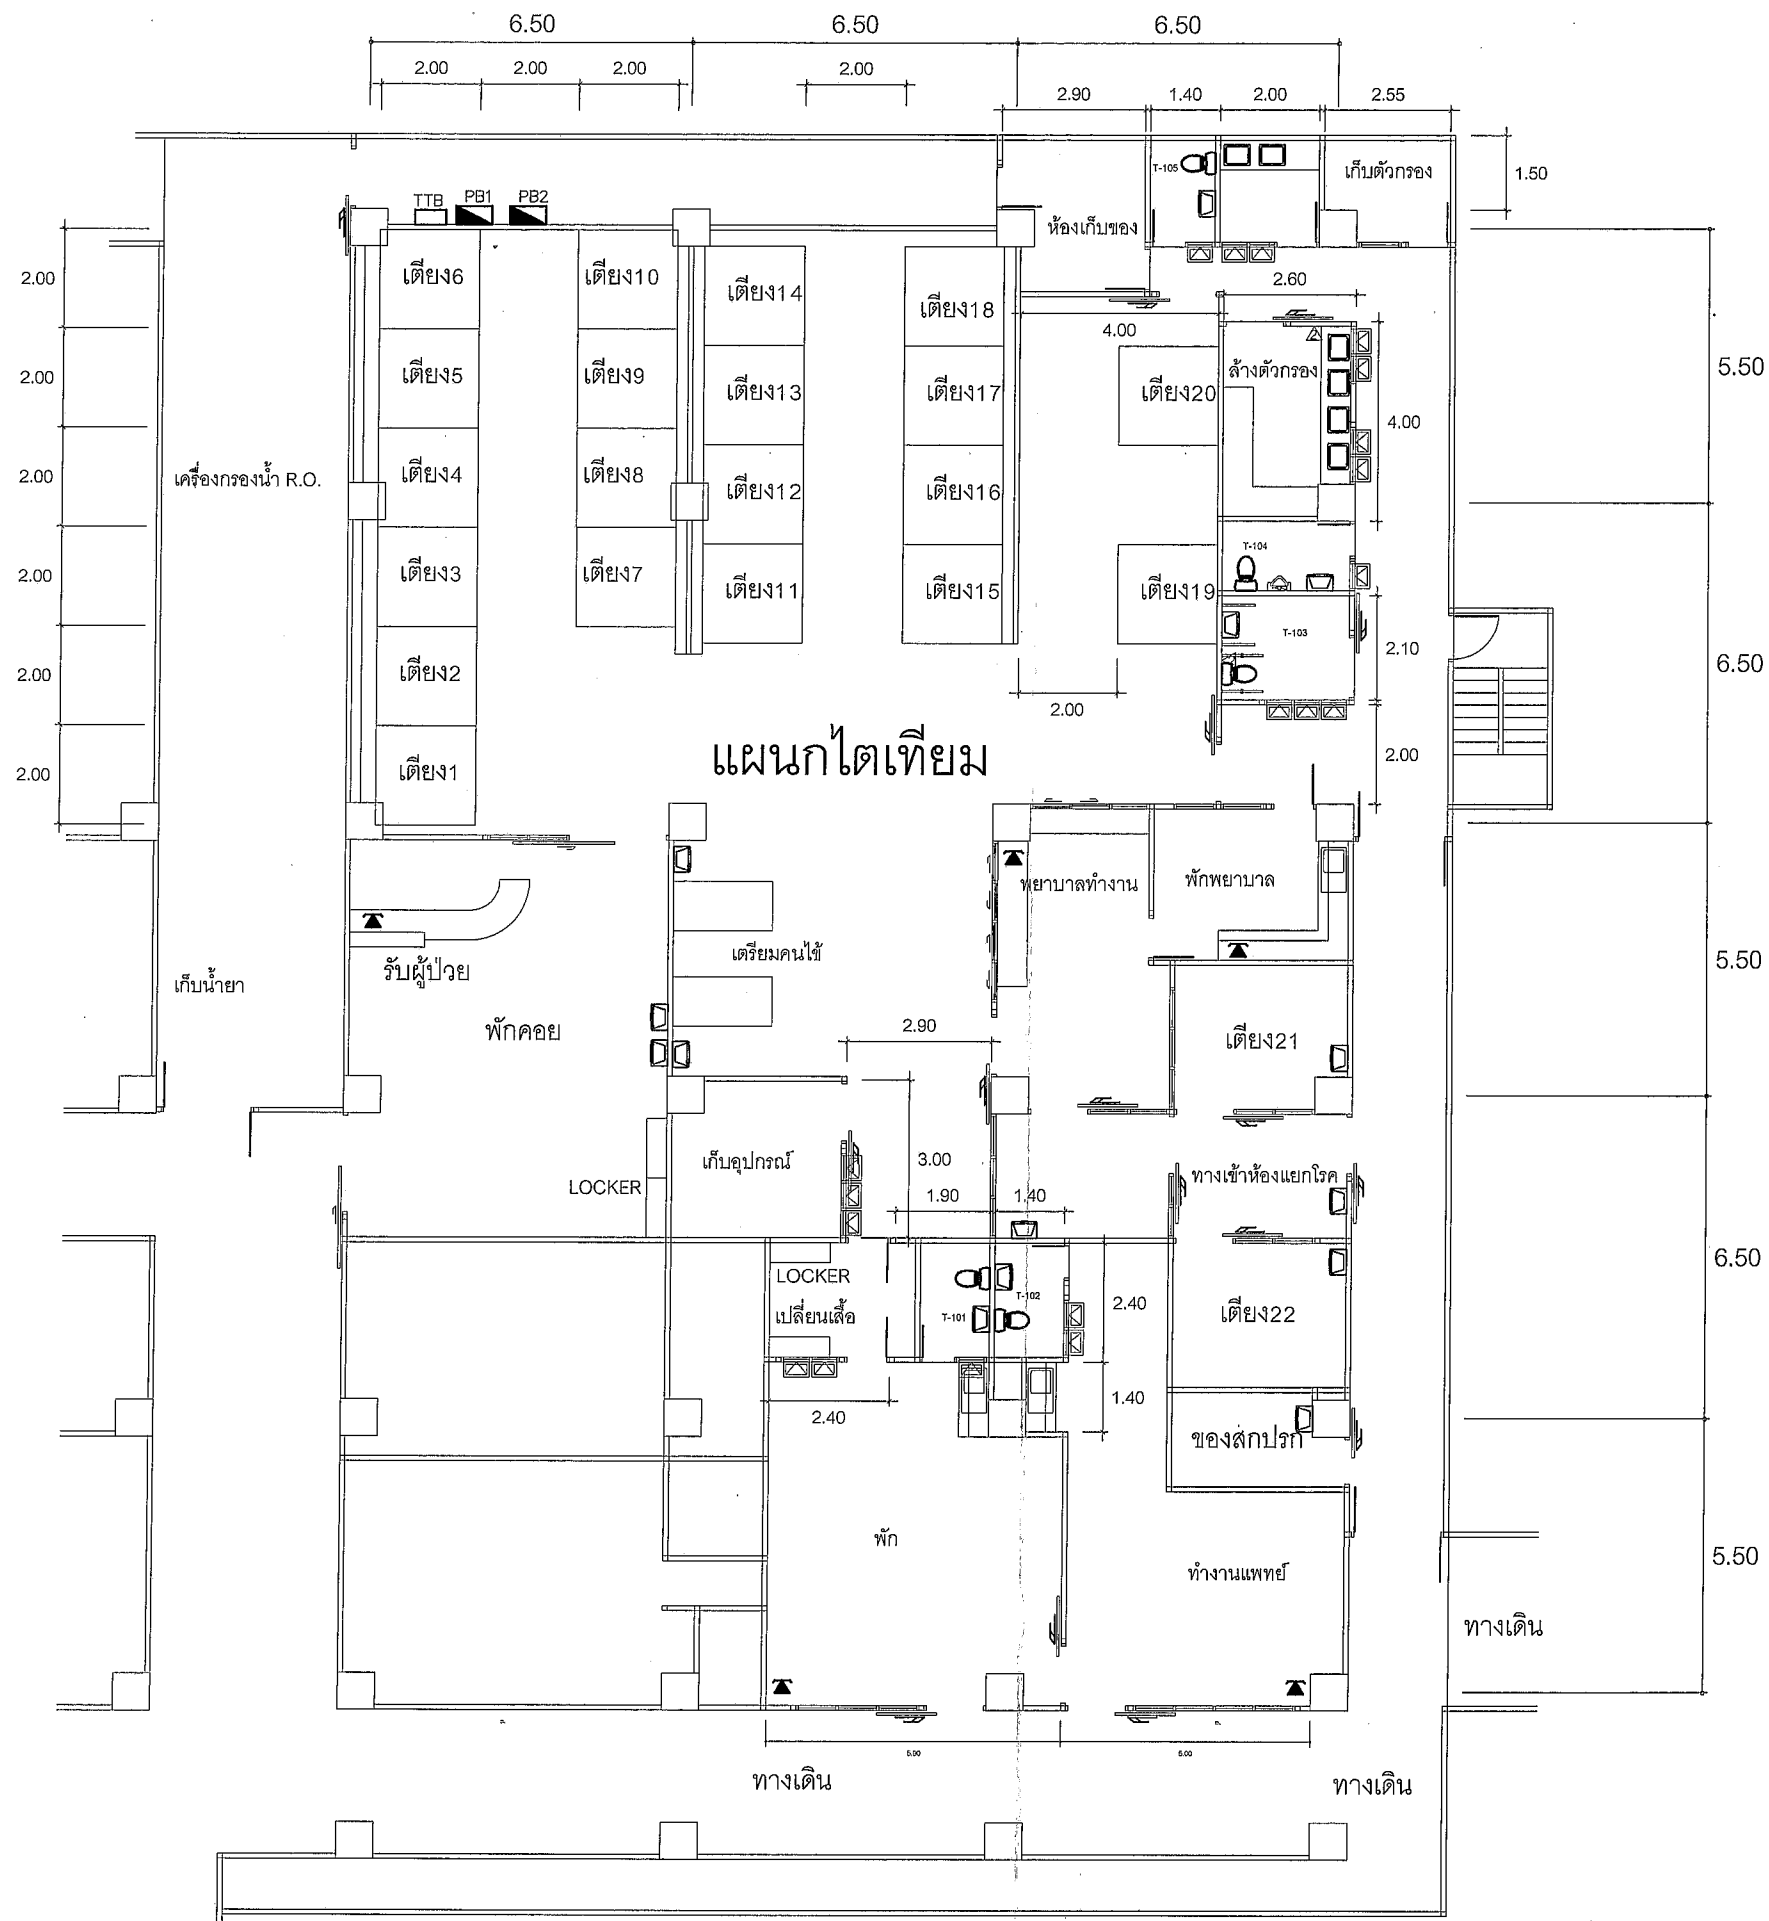 6.50
6.50
6.50
2.00
2.00
2.00
2.00
2.90
1.40
2.00
2.55
1.50
T-105
เก็บตัวกรอง
TTB
PB1
PB2
ห้องเก็บของ
2.00
2.00
2.00
2.00
2.00
2.00
เตียง6
เตียง10
เตียง14
เตียง18
2.60
4.00
5.50
เตียง5
เตียง9
เตียง13
เตียง17
เตียง20
ล้างตัวกรอง
2
4.00
เครื่องกรองน้ำ R.O.
เตียง4
เตียง8
เตียง12
เตียง16
T-104
เตียง3
เตียง7
เตียง11
เตียง15
เตียง19
T-103
2.10
6.50
เตียง2
2.00
แผนกไตเทียม
2.00
เตียง1
พยาบาลทำงาน
พักพยาบาล
เตรียมคนไข้
รับผู้ป่วย
5.50
เก็บน้ำยา
พักคอย
2.90
เตียง21
เก็บอุปกรณ์
3.00
ทางเข้าห้องแยกโรค
LOCKER
1.90
1.40
6.50
LOCKER
T-102
2.40
เปลี่ยนเสื้อ
T-101
เตียง22
1.40
2.40
ของสกปรก
พัก
5.50
ทำงานแพทย์
ทางเดิน
5.90
5.00
ทางเดิน
ทางเดิน